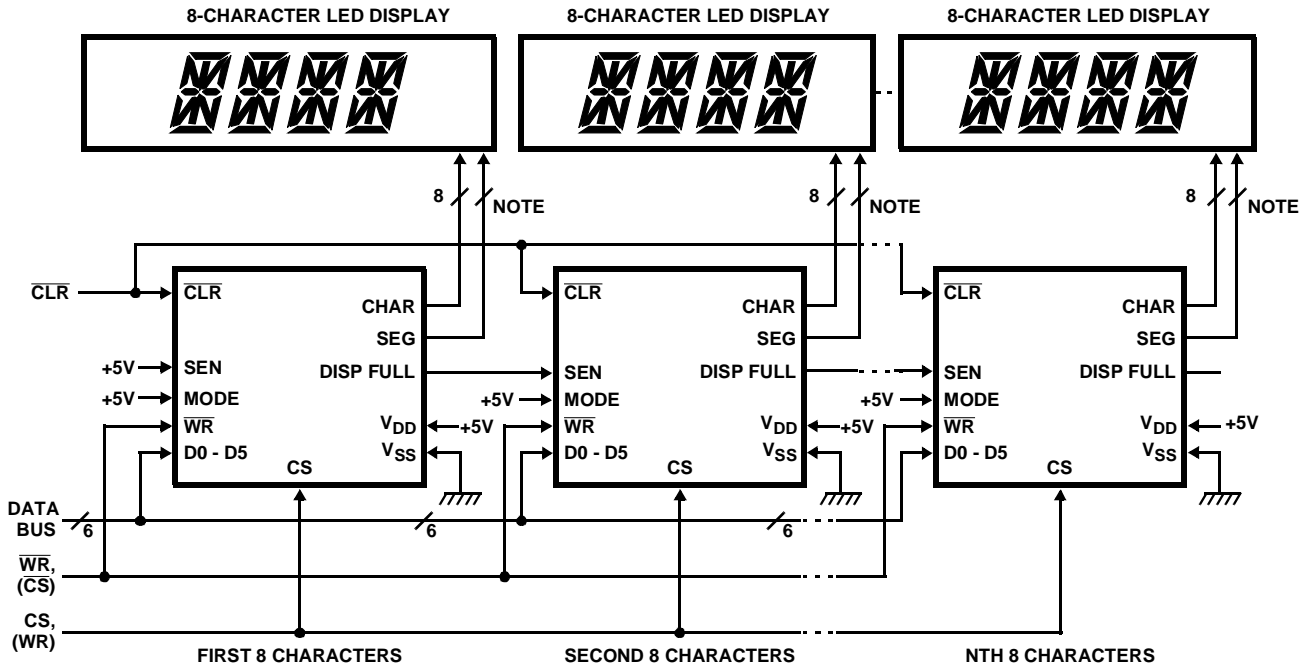 8-CHARACTER LED DISPLAY
8-CHARACTER LED DISPLAY
8-CHARACTER LED DISPLAY
8
NOTE
8
NOTE
8
NOTE
CLR
CLR
CHAR
SEG
+5V
SEN
DISP FULL
+5V
MODE
WR
VDD
+5V
D0 - D5
VSS
CS
CLR
CHAR
SEG
SEN
DISP FULL
+5V
MODE
WR
VDD
+5V
D0 - D5
VSS
CS
CLR
CHAR
SEG
SEN
DISP FULL
+5V
MODE
WR
VDD
+5V
D0 - D5
VSS
CS
DATA
BUS
6
6
6
WR,
(CS)
CS,
(WR)
FIRST 8 CHARACTERS
SECOND 8 CHARACTERS
NTH 8 CHARACTERS